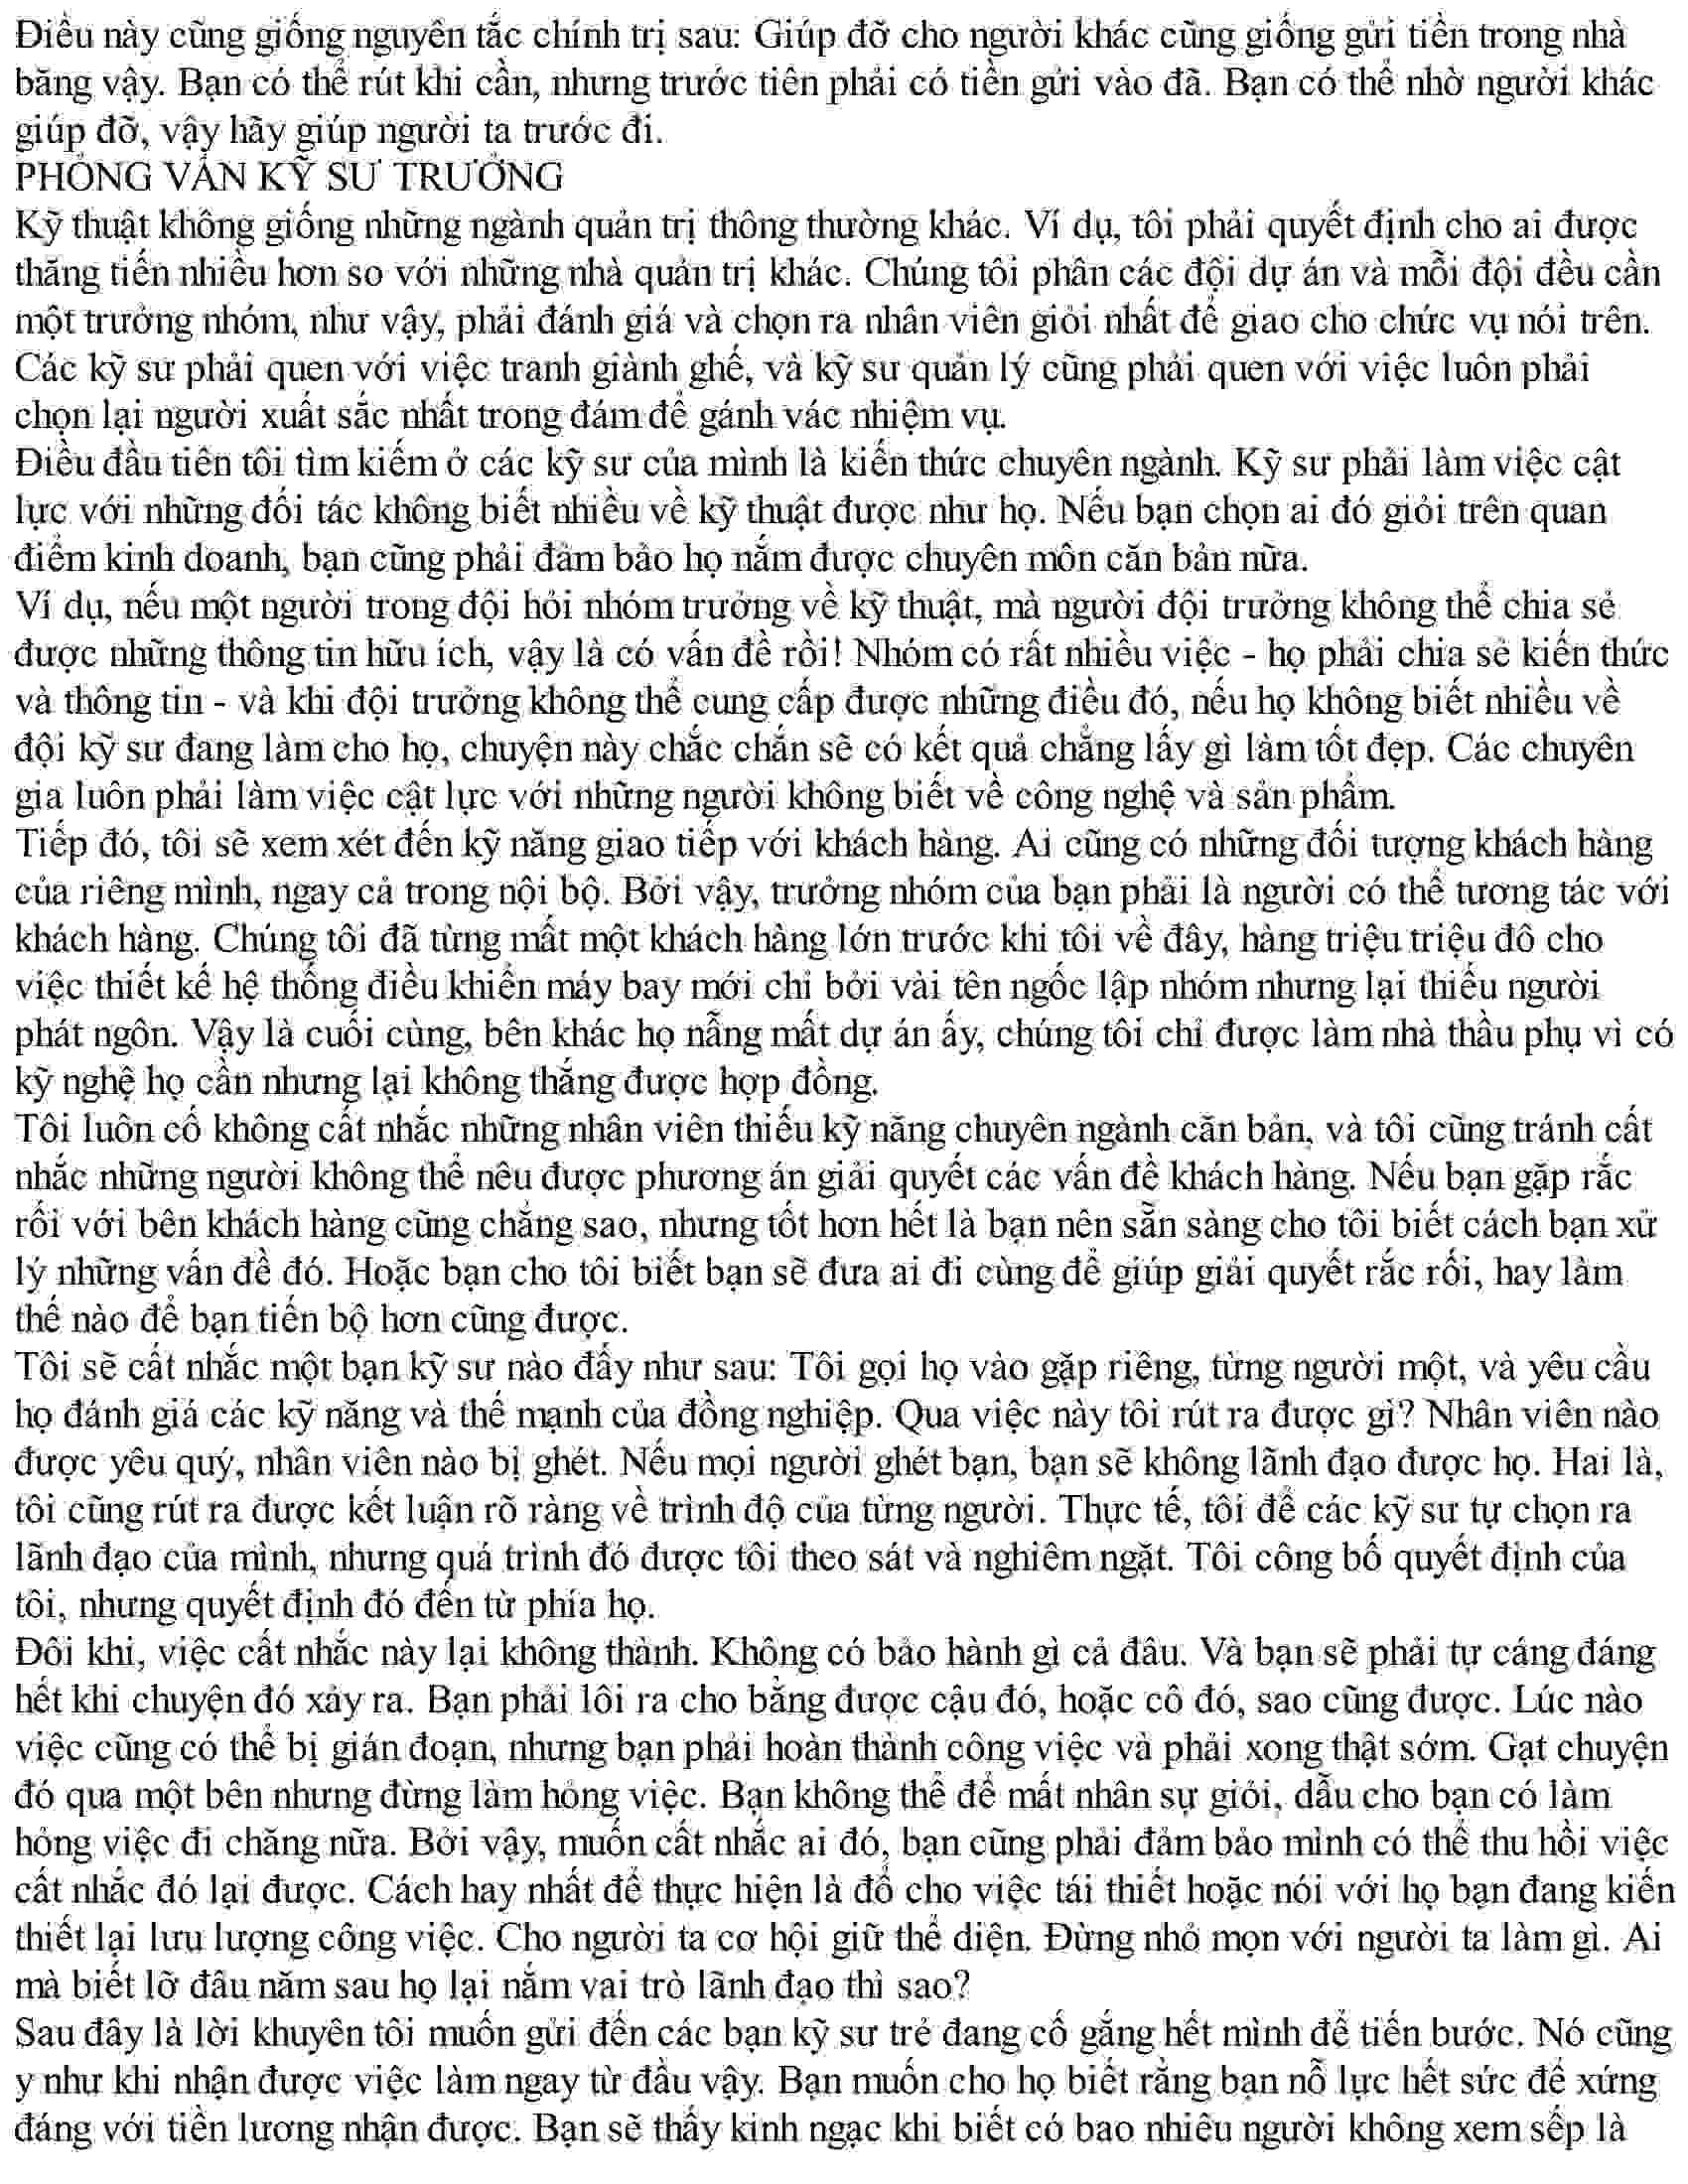 Điều này cũng giống nguyên tắc chính trị sau: Giúp đỡ cho người khác cũng giống gửi tiền trong nhà
băng vậy. Bạn có thể rút khi cần, nhưng trước tiên phải có tiền gửi vào đã. Bạn có thể nhờ người khác
giúp đỡ, vậy hãy giúp người ta trước đi.
PHỎNG VẤN KỸ SƯ TRƯỞNG
Kỹ thuật không giống những ngành quản trị thông thường khác. Ví dụ, tôi phải quyết định cho ai được
thăng tiến nhiều hơn so với những nhà quản trị khác. Chúng tôi phân các đội dự án và mỗi đội đều cần
một trưởng nhóm, như vậy, phải đánh giá và chọn ra nhân viên giỏi nhất để giao cho chức vụ nói trên.
Các kỹ sư phải quen với việc tranh giành ghế, và kỹ sư quản lý cũng phải quen với việc luôn phải
chọn lại người xuất sắc nhất trong đám để gánh vác nhiệm vụ.
Điều đầu tiên tôi tìm kiếm ở các kỹ sư của mình là kiến thức chuyên ngành. Kỹ sư phải làm việc cật
lực với những đối tác không biết nhiều về kỹ thuật được như họ. Nếu bạn chọn ai đó giỏi trên quan
điểm kinh doanh, bạn cũng phải đảm bảo họ nắm được chuyên môn căn bản nữa.
Ví dụ, nếu một người trong đội hỏi nhóm trưởng về kỹ thuật, mà người đội trưởng không thể chia sẻ
được những thông tin hữu ích, vậy là có vấn đề rồi! Nhóm có rất nhiều việc - họ phải chia sẻ kiến thức
và thông tin - và khi đội trưởng không thể cung cấp được những điều đó, nếu họ không biết nhiều về
đội kỹ sư đang làm cho họ, chuyện này chắc chắn sẽ có kết quả chẳng lấy gì làm tốt đẹp. Các chuyên
gia luôn phải làm việc cật lực với những người không biết về công nghệ và sản phẩm.
Tiếp đó, tôi sẽ xem xét đến kỹ năng giao tiếp với khách hàng. Ai cũng có những đối tượng khách hàng
của riêng mình, ngay cả trong nội bộ. Bởi vậy, trưởng nhóm của bạn phải là người có thể tương tác với
khách hàng. Chúng tôi đã từng mất một khách hàng lớn trước khi tôi về đây, hàng triệu triệu đô cho
việc thiết kế hệ thống điều khiển máy bay mới chỉ bởi vài tên ngốc lập nhóm nhưng lại thiếu người
phát ngôn. Vậy là cuối cùng, bên khác họ nẫng mất dự án ấy, chúng tôi chỉ được làm nhà thầu phụ vì có
kỹ nghệ họ cần nhưng lại không thắng được hợp đồng.
Tôi luôn cố không cất nhắc những nhân viên thiếu kỹ năng chuyên ngành căn bản, và tôi cũng tránh cất
nhắc những người không thể nêu được phương án giải quyết các vấn đề khách hàng. Nếu bạn gặp rắc
rối với bên khách hàng cũng chẳng sao, nhưng tốt hơn hết là bạn nên sẵn sàng cho tôi biết cách bạn xử
lý những vấn đề đó. Hoặc bạn cho tôi biết bạn sẽ đưa ai đi cùng để giúp giải quyết rắc rối, hay làm
thế nào để bạn tiến bộ hơn cũng được.
Tôi sẽ cất nhắc một bạn kỹ sư nào đấy như sau: Tôi gọi họ vào gặp riêng, từng người một, và yêu cầu
họ đánh giá các kỹ năng và thế mạnh của đồng nghiệp. Qua việc này tôi rút ra được gì? Nhân viên nào
được yêu quý, nhân viên nào bị ghét. Nếu mọi người ghét bạn, bạn sẽ không lãnh đạo được họ. Hai là,
tôi cũng rút ra được kết luận rõ ràng về trình độ của từng người. Thực tế, tôi để các kỹ sư tự chọn ra
lãnh đạo của mình, nhưng quá trình đó được tôi theo sát và nghiêm ngặt. Tôi công bố quyết định của
tôi, nhưng quyết định đó đến từ phía họ.
Đôi khi, việc cất nhắc này lại không thành. Không có bảo hành gì cả đâu. Và bạn sẽ phải tự cáng đáng
hết khi chuyện đó xảy ra. Bạn phải lôi ra cho bằng được cậu đó, hoặc cô đó, sao cũng được. Lúc nào
việc cũng có thể bị gián đoạn, nhưng bạn phải hoàn thành công việc và phải xong thật sớm. Gạt chuyện
đó qua một bên nhưng đừng làm hỏng việc. Bạn không thể để mất nhân sự giỏi, dẫu cho bạn có làm
hỏng việc đi chăng nữa. Bởi vậy, muốn cất nhắc ai đó, bạn cũng phải đảm bảo mình có thể thu hồi việc
cất nhắc đó lại được. Cách hay nhất để thực hiện là đổ cho việc tái thiết hoặc nói với họ bạn đang kiến
thiết lại lưu lượng công việc. Cho người ta cơ hội giữ thể diện. Đừng nhỏ mọn với người ta làm gì. Ai
mà biết lỡ đâu năm sau họ lại nắm vai trò lãnh đạo thì sao?
Sau đây là lời khuyên tôi muốn gửi đến các bạn kỹ sư trẻ đang cố gắng hết mình để tiến bước. Nó cũng
y như khi nhận được việc làm ngay từ đầu vậy. Bạn muốn cho họ biết rằng bạn nỗ lực hết sức để xứng
đáng với tiền lương nhận được. Bạn sẽ thấy kinh ngạc khi biết có bao nhiêu người không xem sếp là